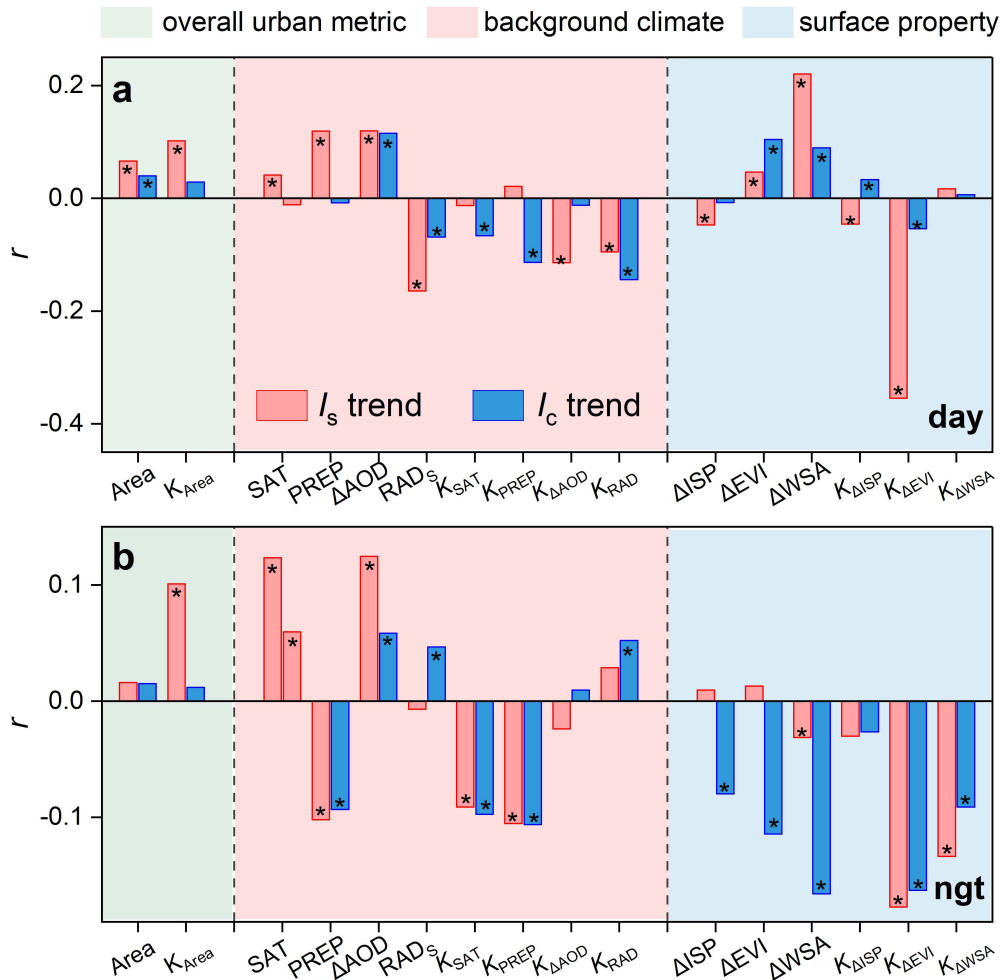 overall urban metric background climate surface property
a
0.2
0.0
-0.2
-0.4
r
* * * * * * * * * * * * * * * * * * * * * * * *
Is trend Ic trend
day
Area KArea SAT PREP ΔAOD RADS KSAT KPREP KΔAOD KRAD ΔISP ΔEVI ΔWSA KΔISP KΔEVI KΔWSA
b
0.1
0.0
-0.1
r
* * * * * * * * * * * * * * * * * * * * *
ngt
Area KArea SAT PREP ΔAOD RADS KSAT KPREP KΔAOD KRAD ΔISP ΔEVI ΔWSA KΔISP KΔEVI KΔWSA